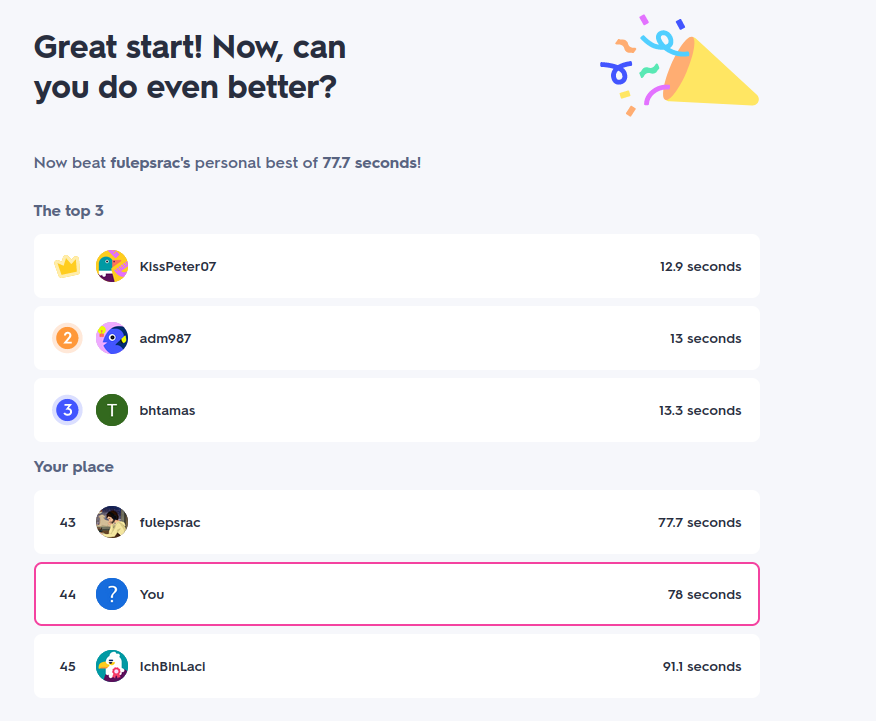 Great start! Now, can
you do even better?
Now beat fulepsrac's personal best of 77.7 seconds!
The top 3
KissPeter07 12.9 seconds
2 adm987 13 seconds
3 T bhtamas 13.3 seconds
Your place
43 fulepsrac 77.7 seconds
44 ? You 78 seconds
45 IchBinLaci 91.1 seconds